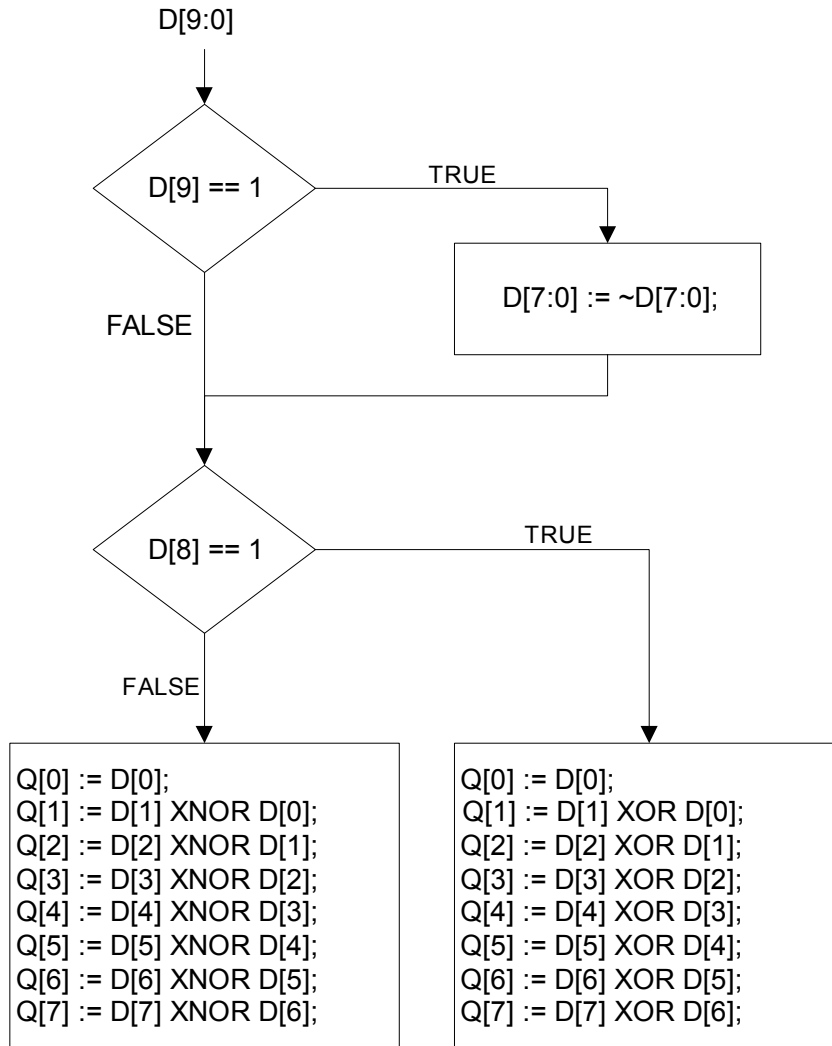 D[9:0]
D[9] == 1
TRUE
D[7:0] := ~D[7:0];
FALSE
D[8] == 1
TRUE
FALSE
Q[0] := D[0];
Q[1] := D[1] XNOR D[0];
Q[2] := D[2] XNOR D[1];
Q[3] := D[3] XNOR D[2];
Q[4] := D[4] XNOR D[3];
Q[5] := D[5] XNOR D[4];
Q[6] := D[6] XNOR D[5];
Q[7] := D[7] XNOR D[6];
Q[0] := D[0];
Q[1] := D[1] XOR D[0];
Q[2] := D[2] XOR D[1];
Q[3] := D[3] XOR D[2];
Q[4] := D[4] XOR D[3];
Q[5] := D[5] XOR D[4];
Q[6] := D[6] XOR D[5];
Q[7] := D[7] XOR D[6];